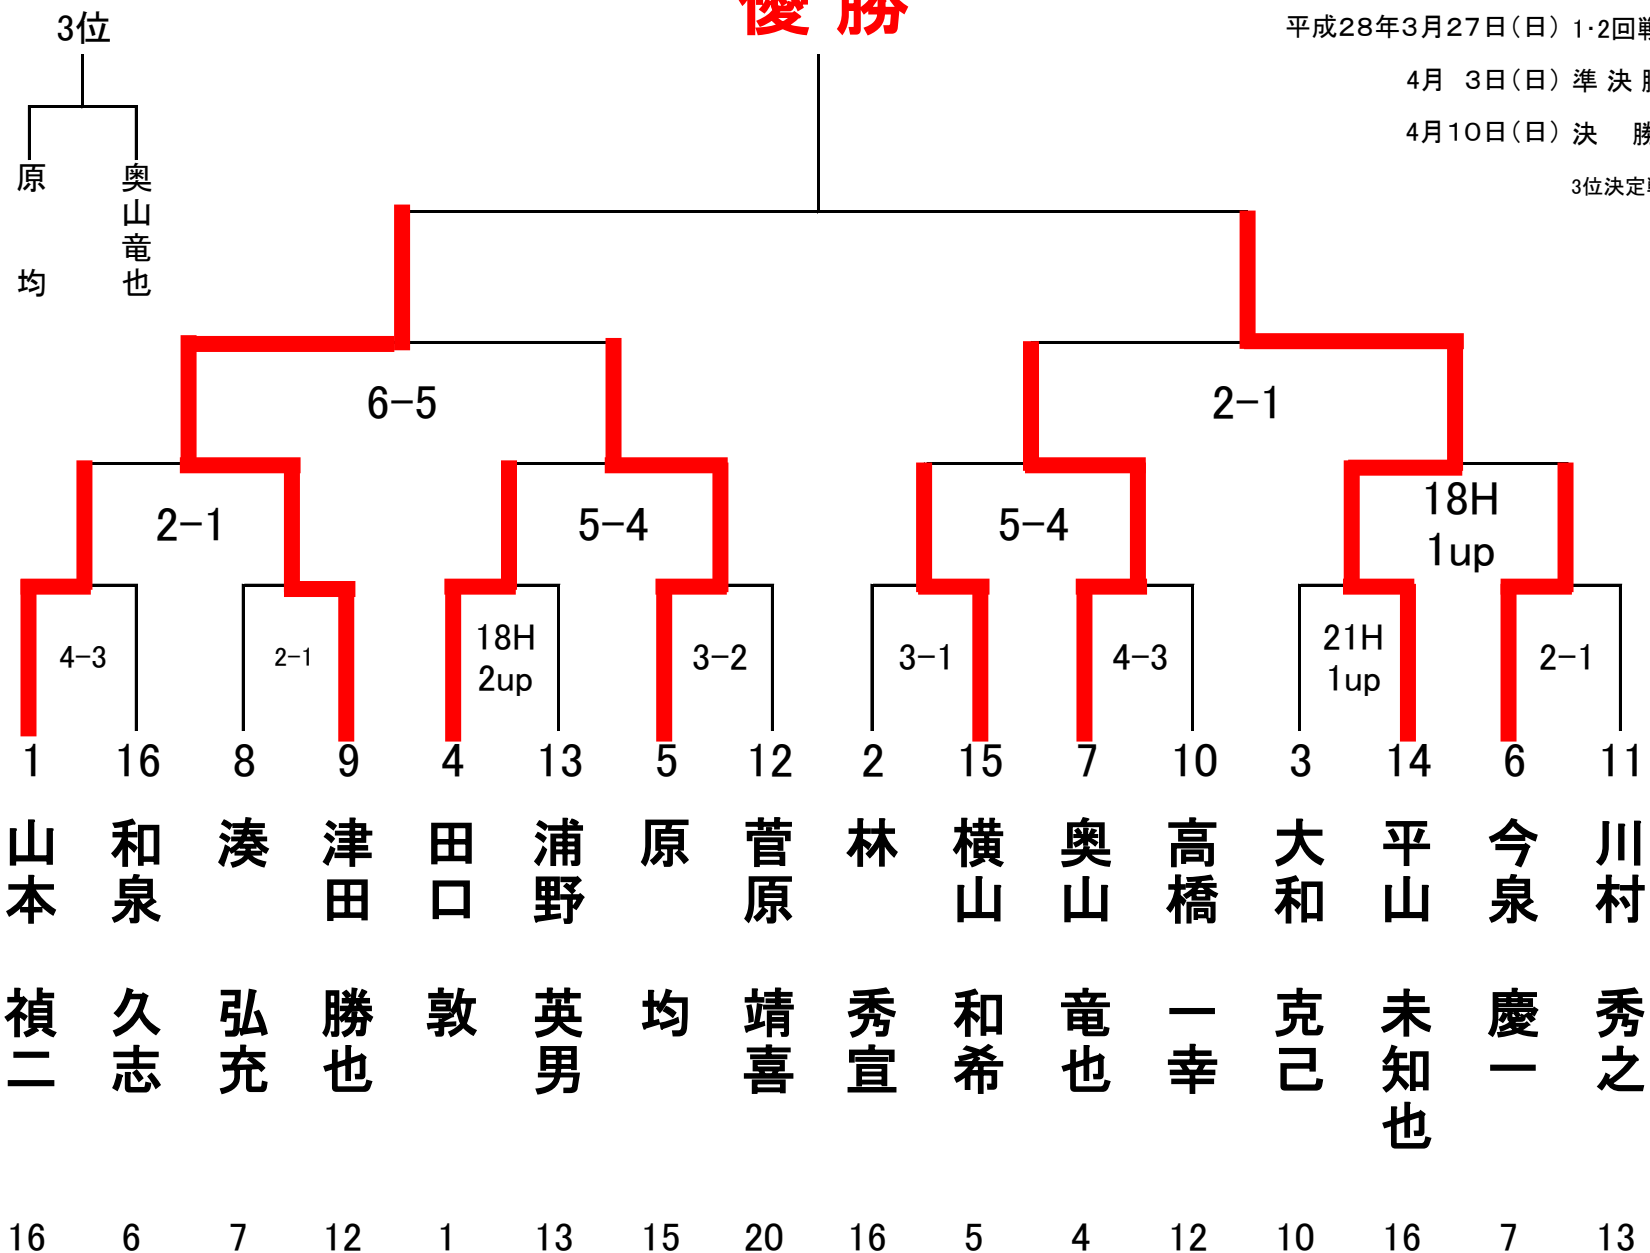 優勝
3位
平成28年3月27日(日) 1・2回戦
4月 3日(日) 準決勝
4月10日(日) 決 勝
3位決定戦
原 均
奥山竜也
6-5
2-1
2-1
5-4
5-4
18H
1up
4-3
2-1
18H
2up
3-2
3-1
4-3
21H
1up
2-1
1 16 8 9 4 13 5 12 2 15 7 10 3 14 6 11
山本 禎二
和泉 久志
湊 弘充
津田 勝也
田口 敦
浦野 英男
原 均
菅原 靖喜
林 秀宣
横山 和希
奥山 竜也
高橋 一幸
大和 克己
平山 未知也
今泉 慶一
川村 秀之
16 6 7 12 1 13 15 20 16 5 4 12 10 16 7 13